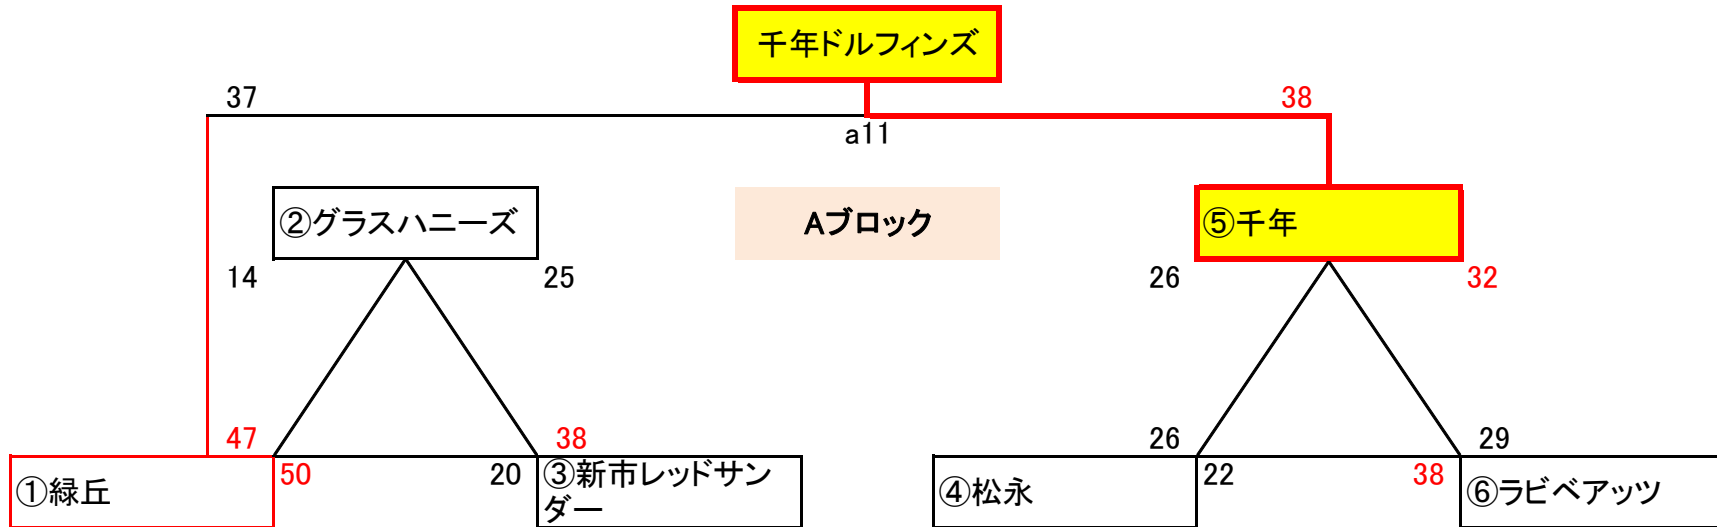 千年ドルフィンズ
37
38
a11
②グラスハニーズ
Aブロック
⑤千年
14
25
26
32
47
38
26
29
①緑丘
50
20
③新市レッドサン
ダー
④松永
22
38
⑥ラビベアッツ